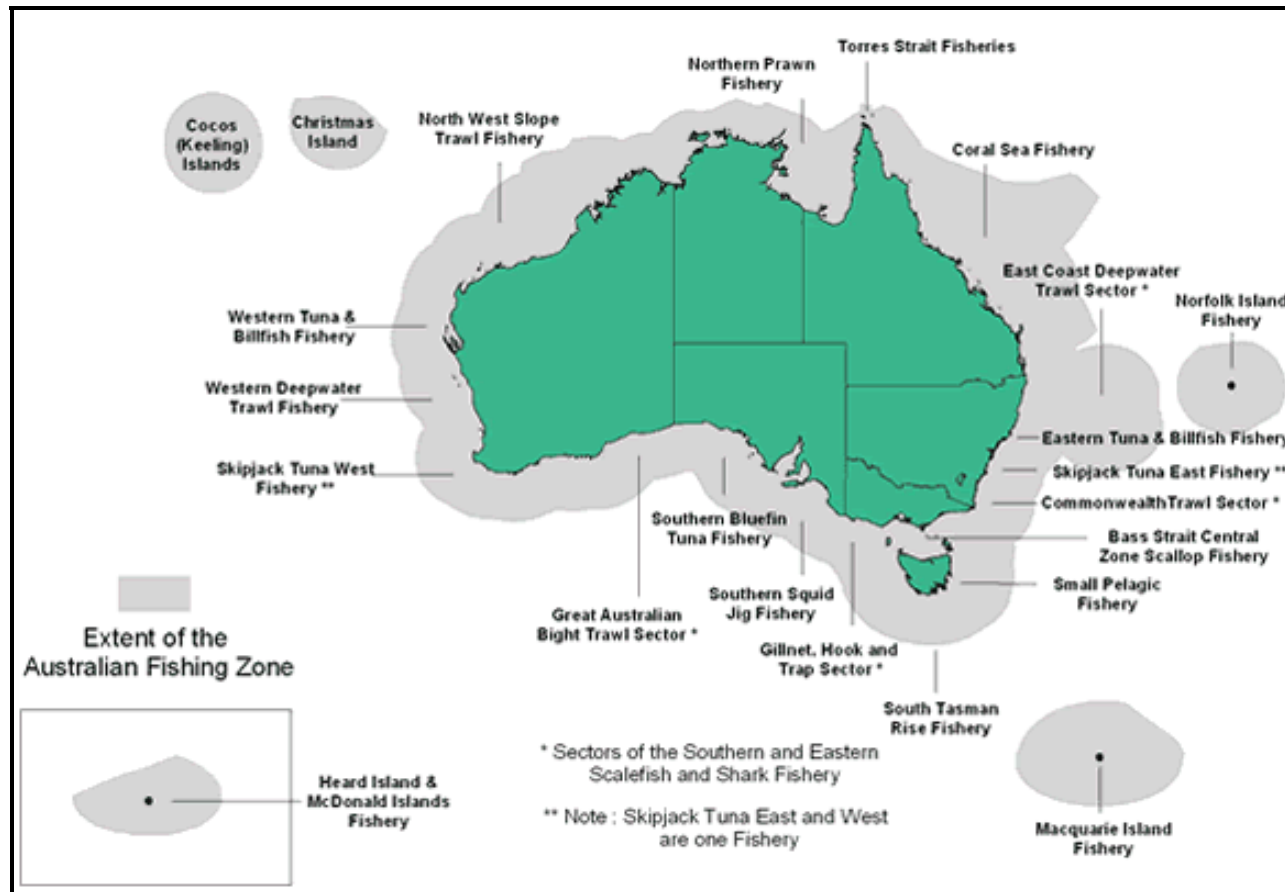 Torres Strait Fisheries
Northern Prawn
Fishery
North West Slope
Trawl Fishery
Cocos
(Keeling)
Islands
Christmas
Island
Coral Sea Fishery
East Coast Deepwater
Trawl Sector *
Norfolk Island
Fishery
Western Tuna &
Billfish Fishery
Western Deepwater
Trawl Fishery
Skipjack Tuna West
Fishery **
Eastern Tuna & Billfish Fishery
Skipjack Tuna East Fishery **
CommonwealthTrawl Sector *
Bass Strait Central
Zone Scallop Fishery
Small Pelagic
Fishery
Southern Bluefin
Tuna Fishery
Southern Squid
Jig Fishery
Great Australian
Bight Trawl Sector *
Gillnet, Hook and
Trap Sector *
South Tasman
Rise Fishery
Extent of the
Australian Fishing Zone
Heard Island &
McDonald Islands
Fishery
* Sectors of the Southern and Eastern
Scalefish and Shark Fishery
** Note : Skipjack Tuna East and West
are one Fishery
Macquarie Island
Fishery